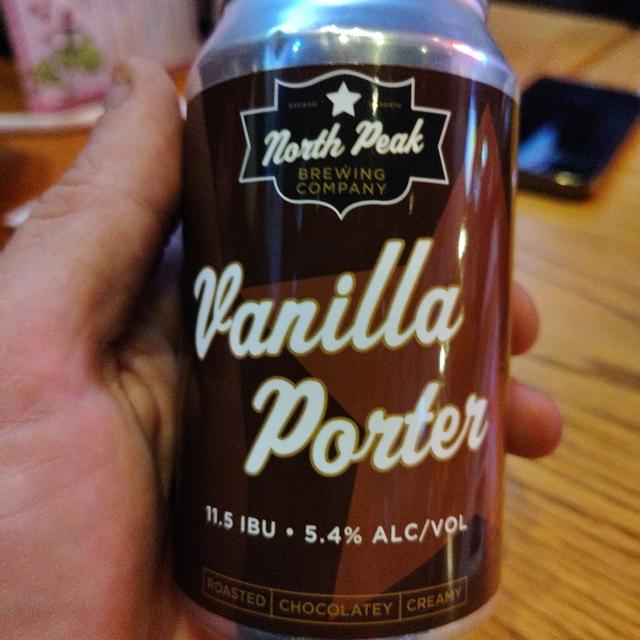 North Peak
BREWING
COMPANY
Vanilla
Porter
11.5 IBU • 5.4% ALC/VOL
ROASTED CHOCOLATEY CREAMY